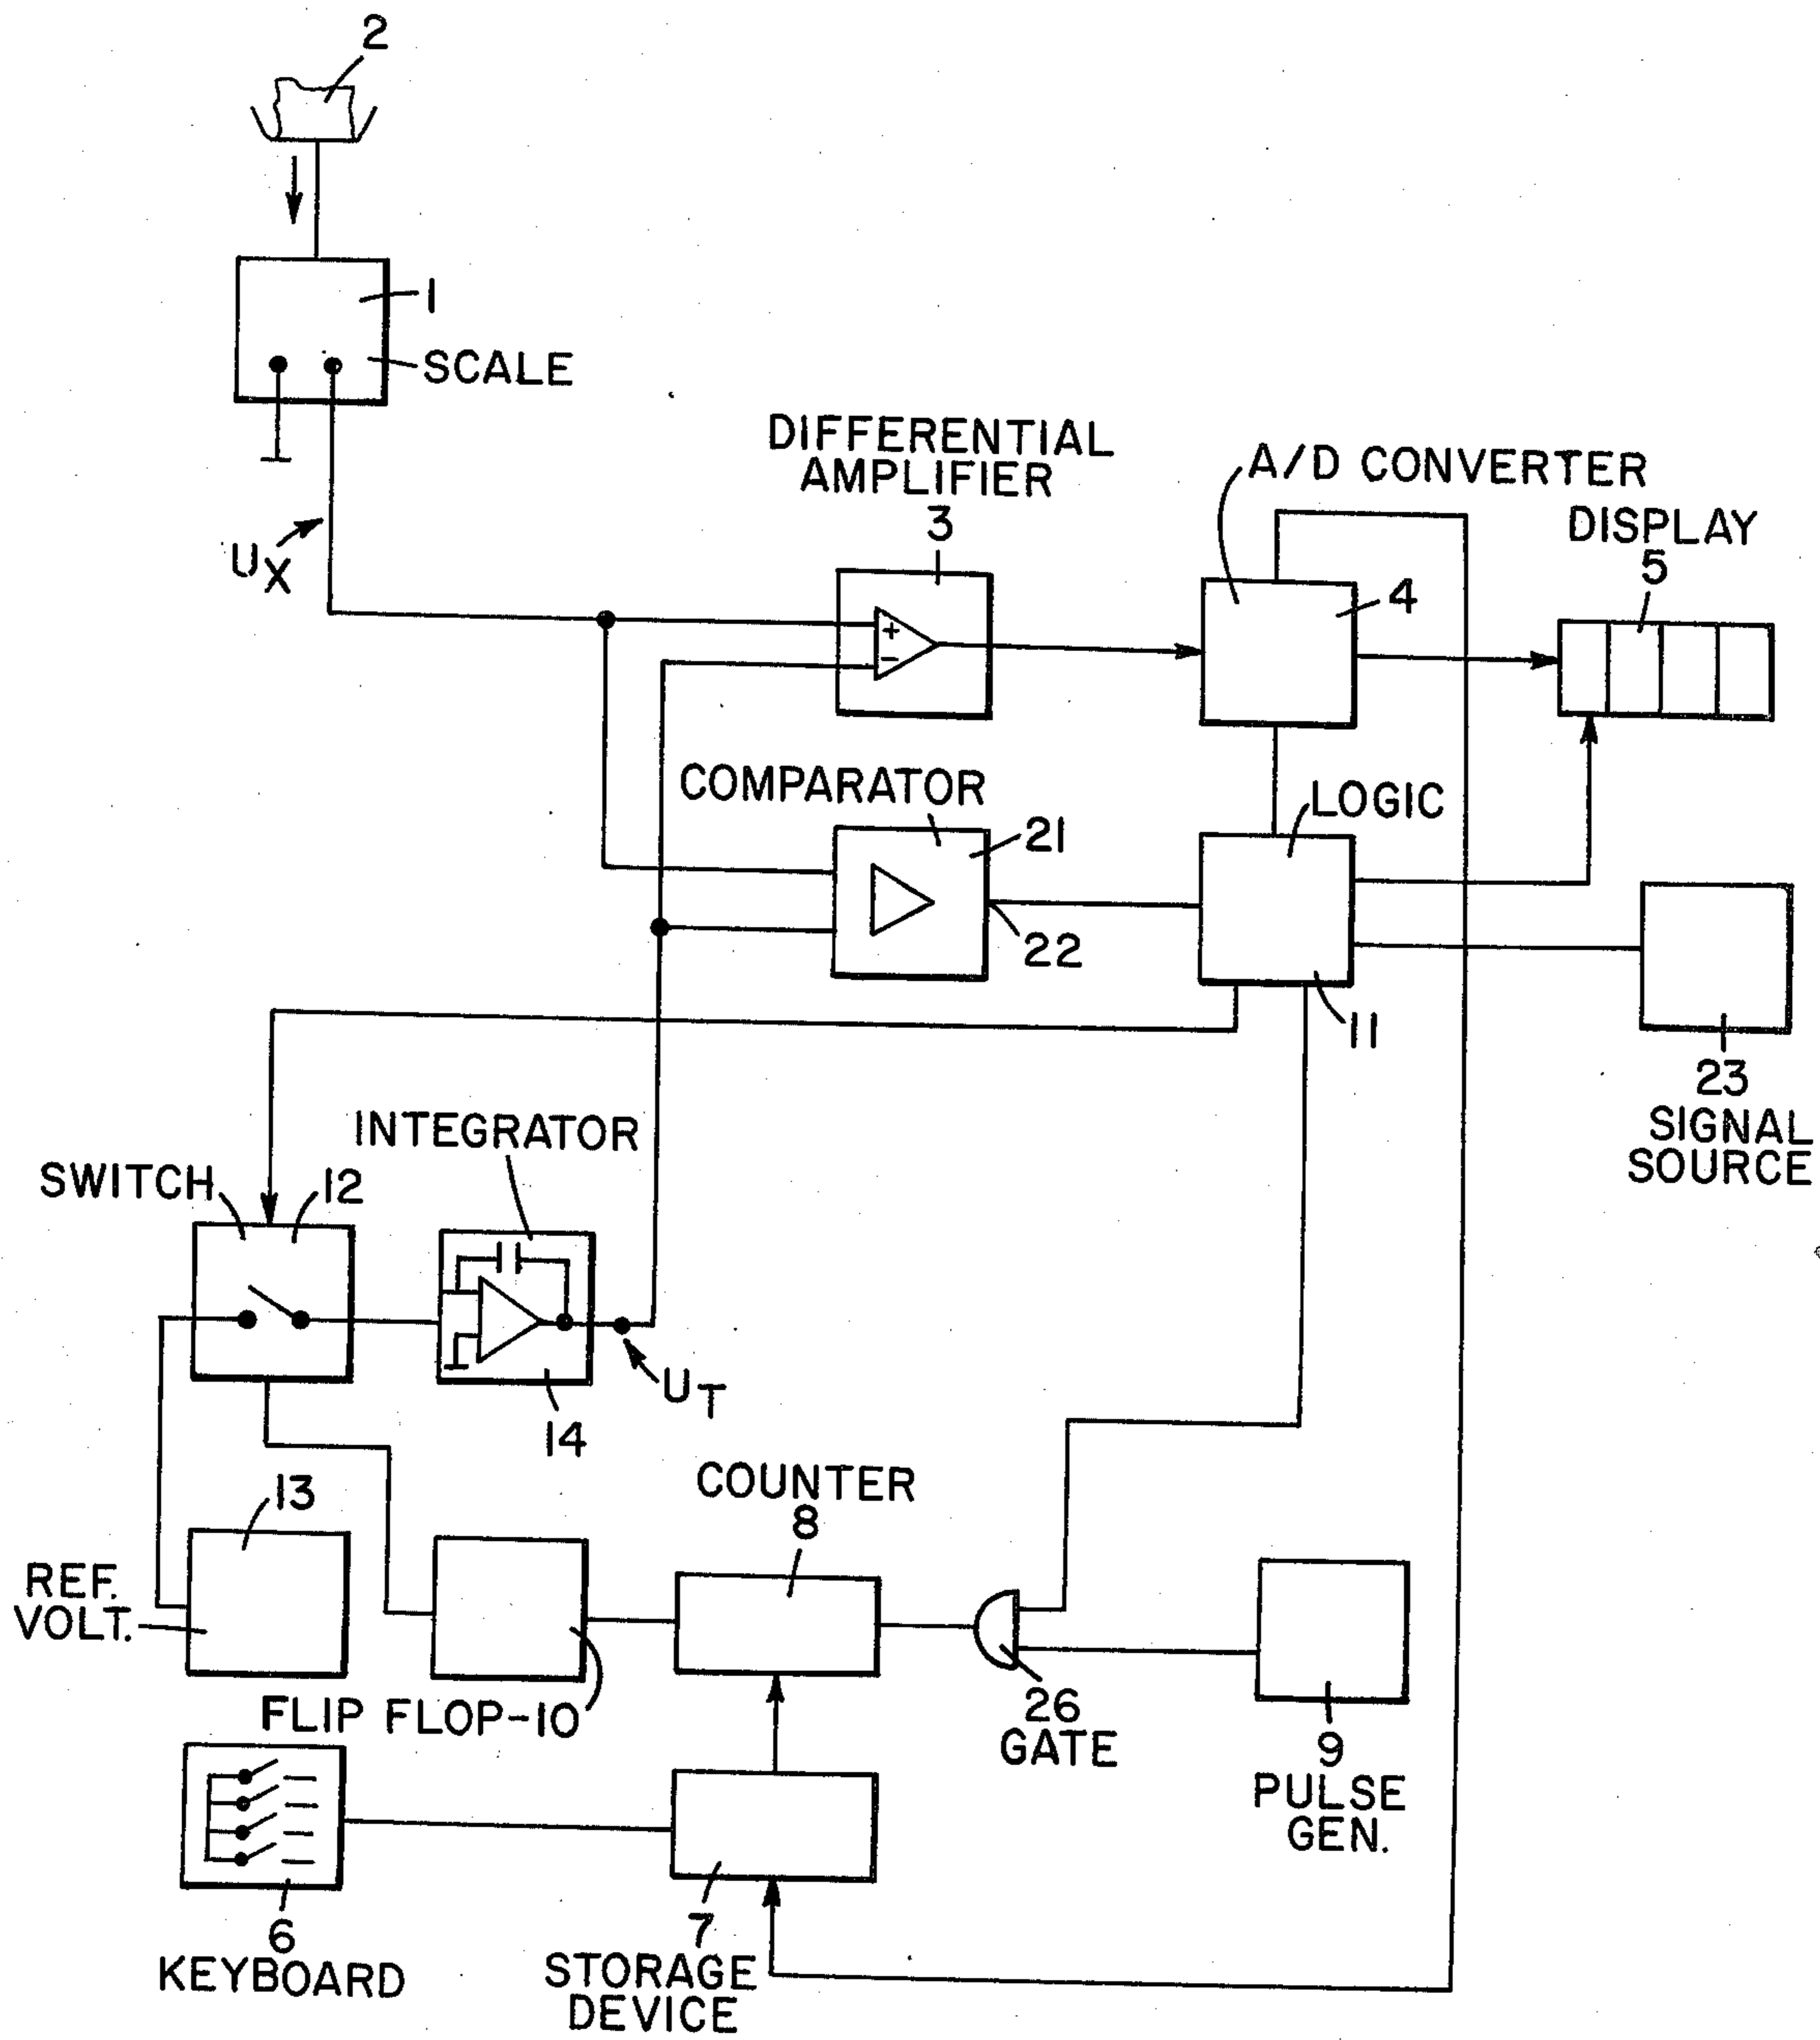 2
1
SCALE
UX
DIFFERENTIAL
AMPLIFIER
3
A/D CONVERTER
4
DISPLAY
5
+
−
COMPARATOR
21
22
LOGIC
11
23
SIGNAL
SOURCE
INTEGRATOR
SWITCH
12
14
UT
13
REF.
VOLT.
FLIP FLOP-10
COUNTER
8
26
GATE
9
PULSE
GEN.
6
KEYBOARD
7
STORAGE
DEVICE